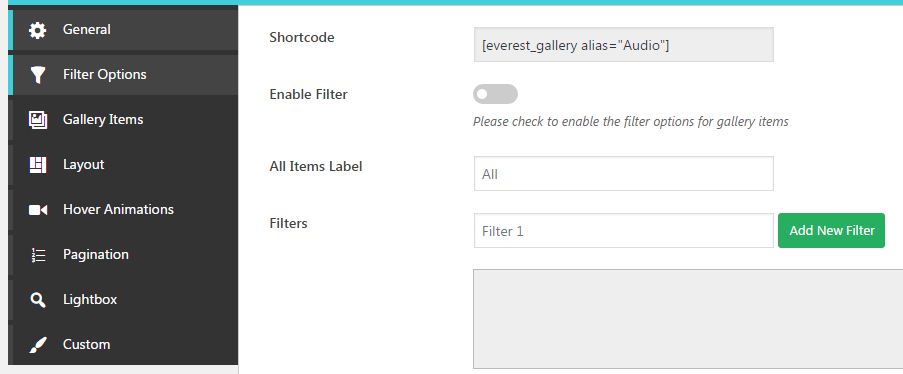 General
Filter Options
Gallery Items
Layout
Hover Animations
Pagination
Lightbox
Custom
Shortcode
[everest_gallery alias="Audio"]
Enable Filter
Please check to enable the filter options for gallery items
All Items Label
All
Filters
Filter 1
Add New Filter